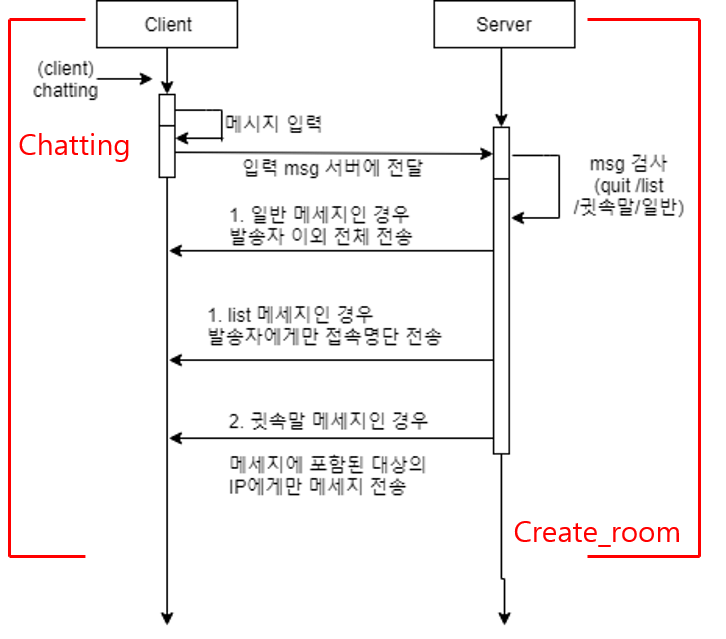 Client
Server
(client)
chatting
메시지 입력
Chatting
입력 msg 서버에 전달
msg 검사
(quit /list
/귓속말/일반)
1. 일반 메세지인 경우
발송자 이외 전체 전송
1. list 메세지인 경우
발송자에게만 접속명단 전송
2. 귓속말 메세지인 경우
메세지에 포함된 대상의
IP에게만 메세지 전송
Create_room